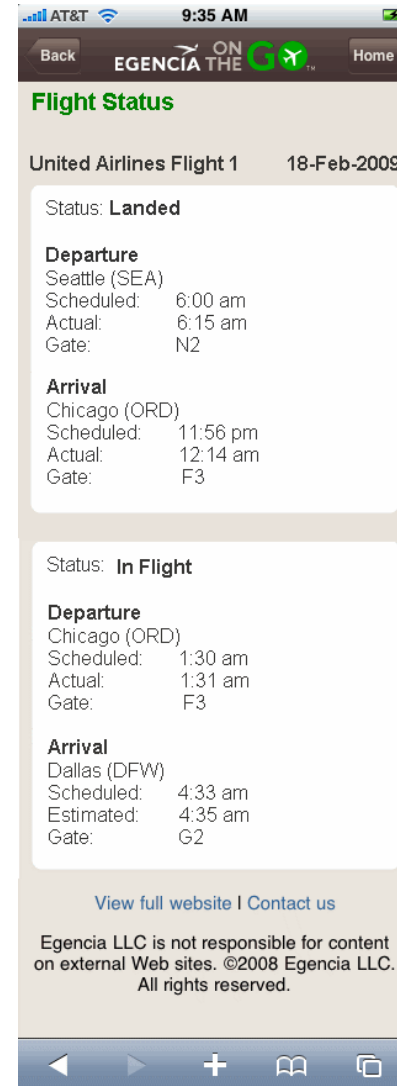 AT&T 9:35 AM
Back EGENCIA ON THE GO TM Home
Flight Status
United Airlines Flight 1 18-Feb-2009
Status: Landed
Departure
Seattle (SEA)
Scheduled: 6:00 am
Actual: 6:15 am
Gate: N2
Arrival
Chicago (ORD)
Scheduled: 11:56 pm
Actual: 12:14 am
Gate: F3
Status: In Flight
Departure
Chicago (ORD)
Scheduled: 1:30 am
Actual: 1:31 am
Gate: F3
Arrival
Dallas (DFW)
Scheduled: 4:33 am
Estimated: 4:35 am
Gate: G2
View full website I Contact us
Egencia LLC is not responsible for content
on external Web sites. ©2008 Egencia LLC.
All rights reserved.